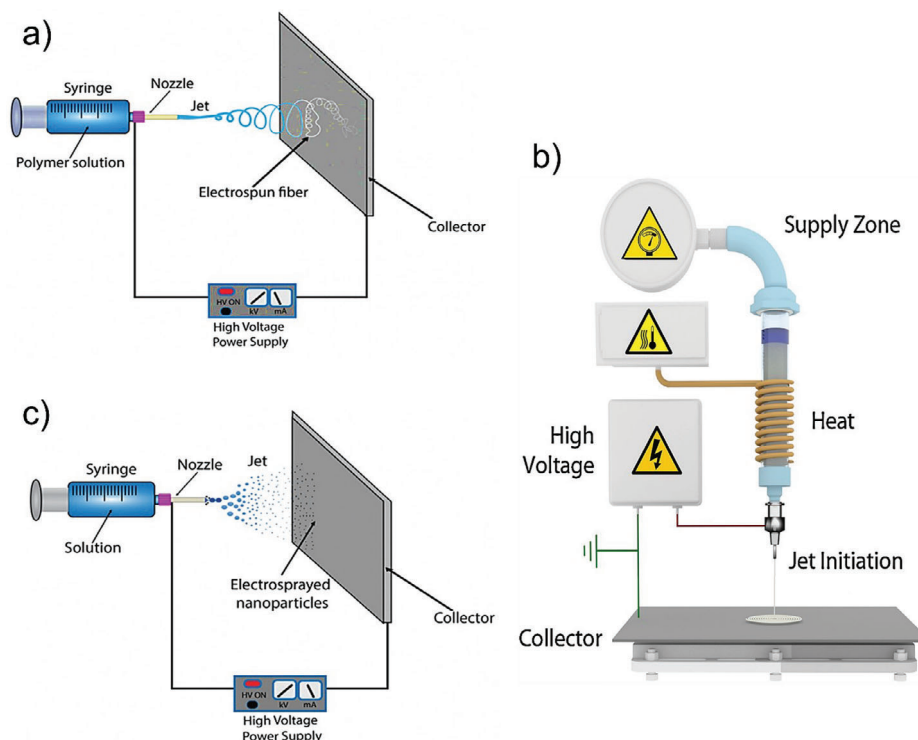 a)
Syringe
Nozzle
Jet
Polymer solution
Electrospun fiber
Collector
HV ON
kV
mA
High Voltage
Power Supply
b)
Supply Zone
Heat
High
Voltage
Jet Initiation
Collector
c)
Syringe
Nozzle
Jet
Solution
Electrosprayed
nanoparticles
Collector
HV ON
kV
mA
High Voltage
Power Supply